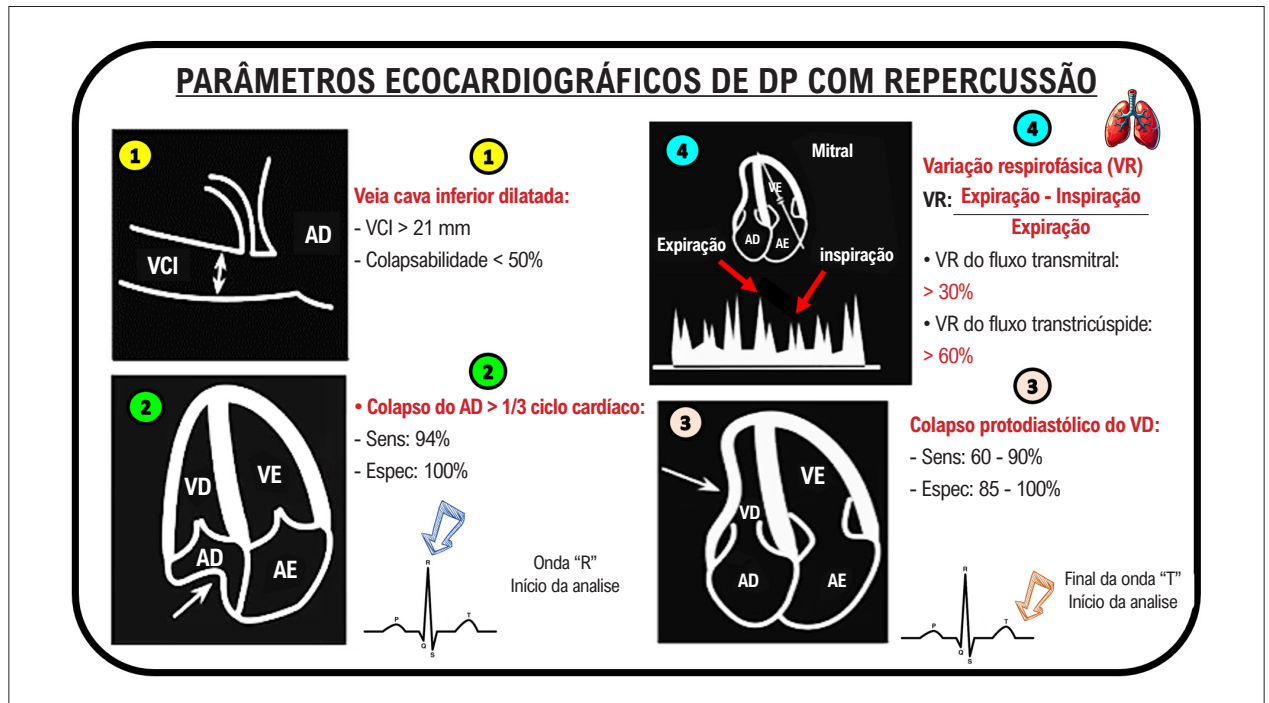 PARÂMETROS ECOCARDIOGRÁFICOS DE DP COM REPERCUSSÃO
1
VCI
AD
1
Veia cava inferior dilatada:
- VCI > 21 mm
- Colapsabilidade < 50%
2
VD
VE
AD
AE
2
• Colapso do AD > 1/3 ciclo cardíaco:
- Sens: 94%
- Espec: 100%
R
P
T
Q
S
Onda “R”
Início da analise
4
Mitral
VE
AD
AE
Expiração
inspiração
4
Variação respirofásica (VR)
VR: Expiração - Inspiração
Expiração
• VR do fluxo transmitral:
> 30%
• VR do fluxo transtricúspide:
> 60%
3
VE
VD
AD
AE
3
Colapso protodiastólico do VD:
- Sens: 60 - 90%
- Espec: 85 - 100%
R
P
T
Q
S
Final da onda “T”
Início da analise